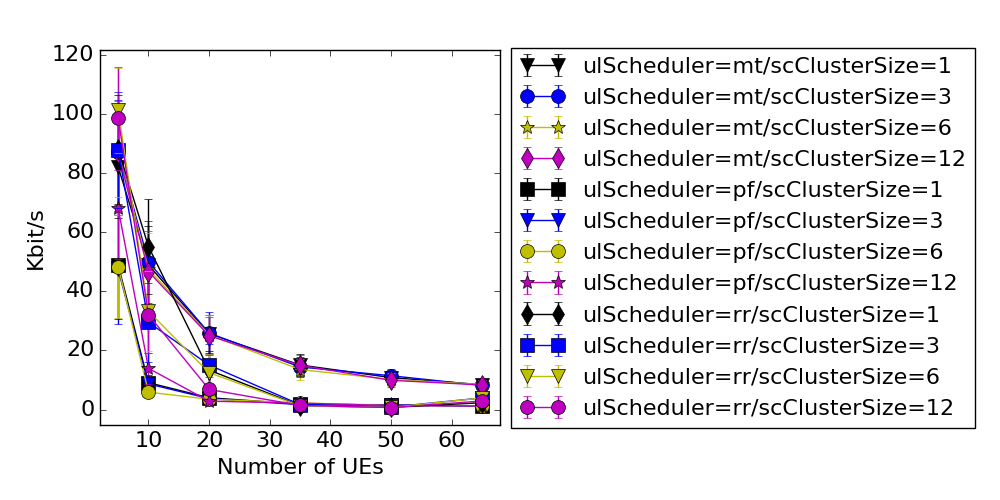 120
100
80
60
40
20
0
Kbit/s
10 20 30 40 50 60
Number of UEs
ulScheduler=mt/scClusterSize=1
ulScheduler=mt/scClusterSize=3
ulScheduler=mt/scClusterSize=6
ulScheduler=mt/scClusterSize=12
ulScheduler=pf/scClusterSize=1
ulScheduler=pf/scClusterSize=3
ulScheduler=pf/scClusterSize=6
ulScheduler=pf/scClusterSize=12
ulScheduler=rr/scClusterSize=1
ulScheduler=rr/scClusterSize=3
ulScheduler=rr/scClusterSize=6
ulScheduler=rr/scClusterSize=12